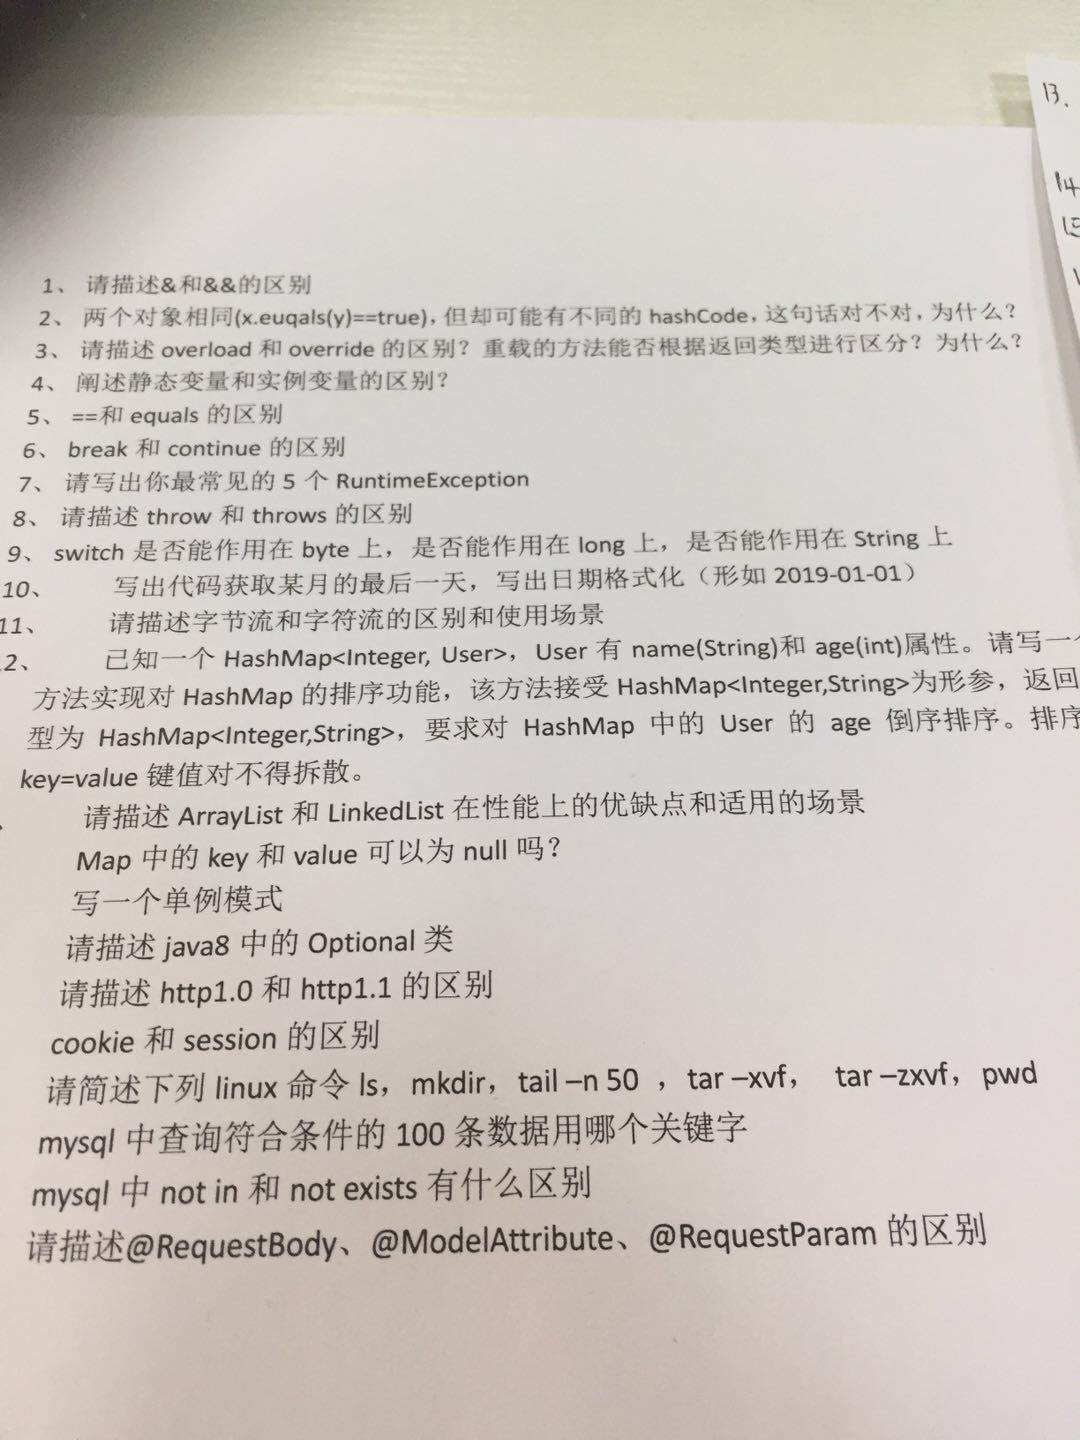 13.
14
15
1、 请描述&和&&的区别
2、 两个对象相同(x.euqals(y)==true)，但却可能有不同的 hashCode，这句话对不对，为什么？
3、 请描述 overload 和 override 的区别？重载的方法能否根据返回类型进行区分？为什么？
4、 阐述静态变量和实例变量的区别？
5、 ==和 equals 的区别
6、 break 和 continue 的区别
7、 请写出你最常见的 5 个 RuntimeException
8、 请描述 throw 和 throws 的区别
9、 switch 是否能作用在 byte 上，是否能作用在 long 上，是否能作用在 String 上
10、 写出代码获取某月的最后一天，写出日期格式化（形如 2019-01-01）
11、 请描述字节流和字符流的区别和使用场景
2、 已知一个 HashMap<Integer, User>，User 有 name(String)和 age(int)属性。请写一个
方法实现对 HashMap 的排序功能，该方法接受 HashMap<Integer,String>为形参，返回
型为 HashMap<Integer,String>，要求对 HashMap 中的 User 的 age 倒序排序。排序
key=value 键值对不得拆散。
、 请描述 ArrayList 和 LinkedList 在性能上的优缺点和适用的场景
Map 中的 key 和 value 可以为 null 吗？
写一个单例模式
请描述 java8 中的 Optional 类
请描述 http1.0 和 http1.1 的区别
cookie 和 session 的区别
请简述下列 linux 命令 ls，mkdir，tail –n 50 ，tar –xvf， tar –zxvf，pwd
mysql 中查询符合条件的 100 条数据用哪个关键字
mysql 中 not in 和 not exists 有什么区别
请描述@RequestBody、@ModelAttribute、@RequestParam 的区别